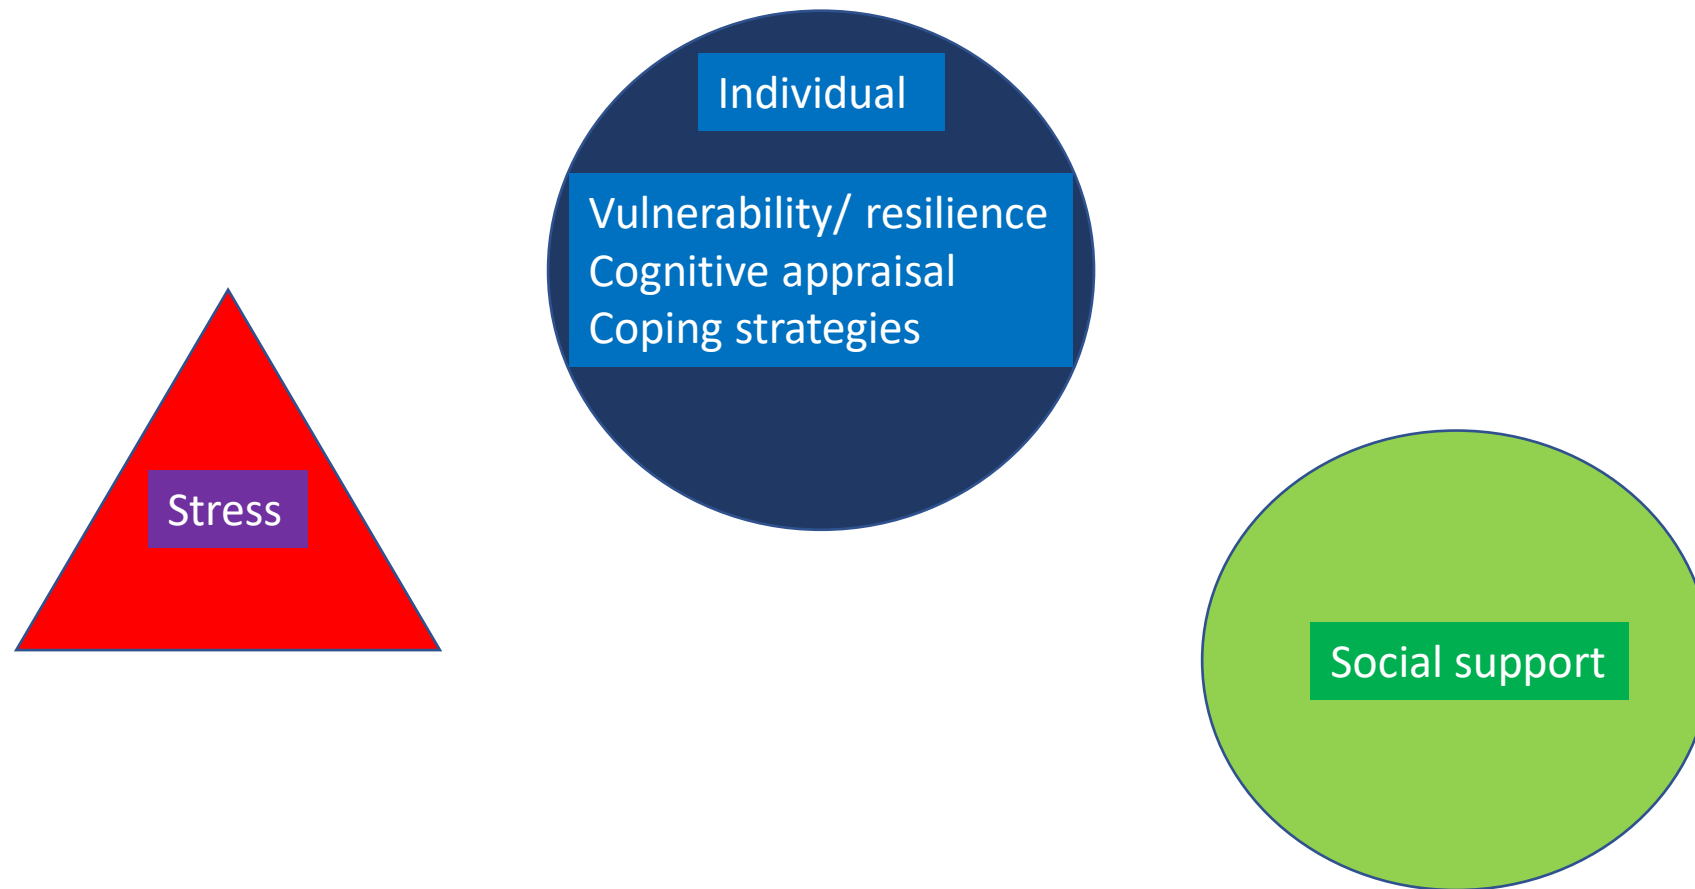 Individual
Vulnerability/ resilience
Cognitive appraisal
Coping strategies
Stress
Social support